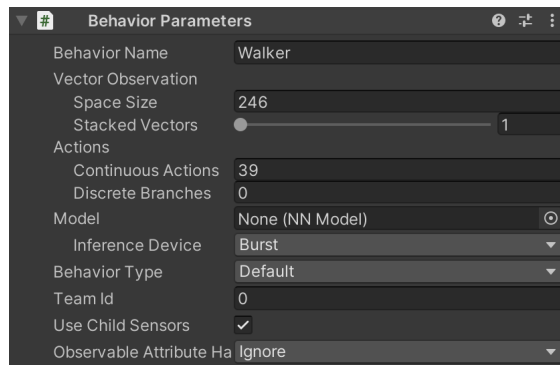 # Behavior Parameters
Behavior Name Walker
Vector Observation
Space Size 246
Stacked Vectors 1
Actions
Continuous Actions 39
Discrete Branches 0
Model None (NN Model)
Inference Device Burst
Behavior Type Default
Team Id 0
Use Child Sensors
Observable Attribute Ha Ignore